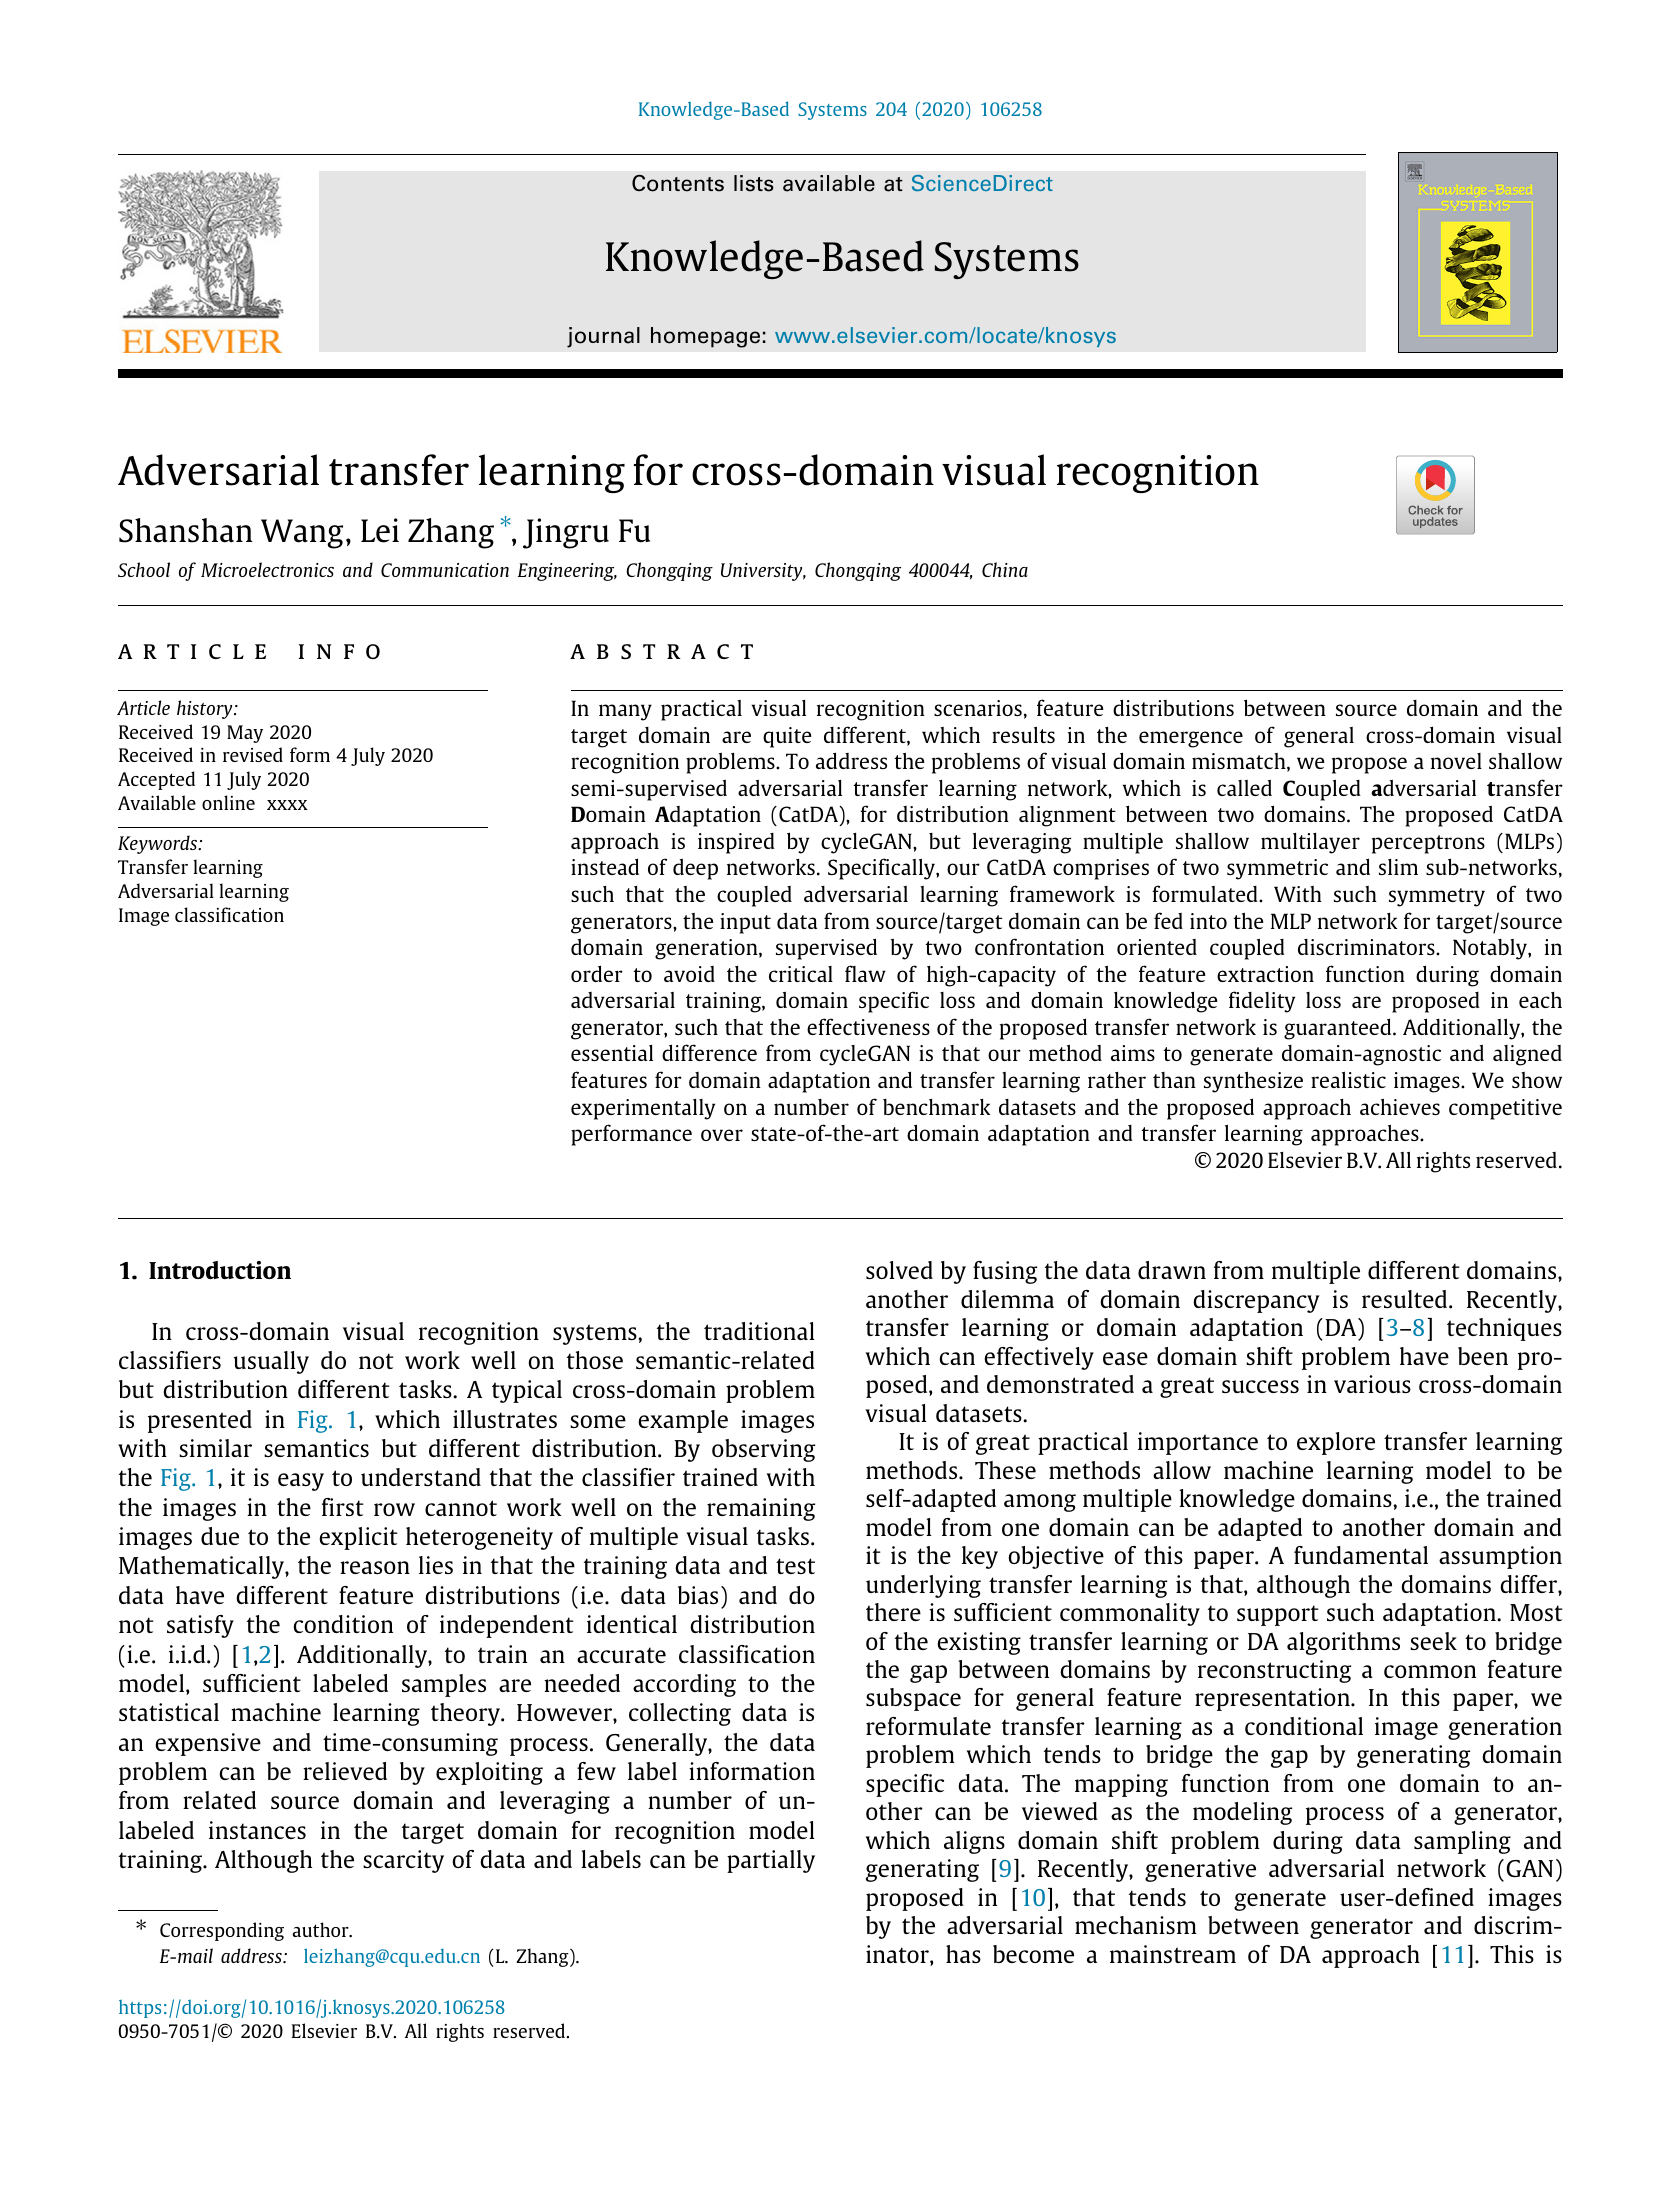 Knowledge-Based Systems 204 (2020) 106258
Contents lists available at ScienceDirect
Knowledge-Based Systems
journal homepage: www.elsevier.com/locate/knosys
ELSEVIER
Knowledge-Based
SYSTEMS
Adversarial transfer learning for cross-domain visual recognition
Check for
updates
Shanshan Wang, Lei Zhang *, Jingru Fu
School of Microelectronics and Communication Engineering, Chongqing University, Chongqing 400044, China
ARTICLE INFO
Article history:
Received 19 May 2020
Received in revised form 4 July 2020
Accepted 11 July 2020
Available online xxxx
Keywords:
Transfer learning
Adversarial learning
Image classification
ABSTRACT
In many practical visual recognition scenarios, feature distributions between source domain and the
target domain are quite different, which results in the emergence of general cross-domain visual
recognition problems. To address the problems of visual domain mismatch, we propose a novel shallow
semi-supervised adversarial transfer learning network, which is called Coupled adversarial transfer
Domain Adaptation (CatDA), for distribution alignment between two domains. The proposed CatDA
approach is inspired by cycleGAN, but leveraging multiple shallow multilayer perceptrons (MLPs)
instead of deep networks. Specifically, our CatDA comprises of two symmetric and slim sub-networks,
such that the coupled adversarial learning framework is formulated. With such symmetry of two
generators, the input data from source/target domain can be fed into the MLP network for target/source
domain generation, supervised by two confrontation oriented coupled discriminators. Notably, in
order to avoid the critical flaw of high-capacity of the feature extraction function during domain
adversarial training, domain specific loss and domain knowledge fidelity loss are proposed in each
generator, such that the effectiveness of the proposed transfer network is guaranteed. Additionally, the
essential difference from cycleGAN is that our method aims to generate domain-agnostic and aligned
features for domain adaptation and transfer learning rather than synthesize realistic images. We show
experimentally on a number of benchmark datasets and the proposed approach achieves competitive
performance over state-of-the-art domain adaptation and transfer learning approaches.
© 2020 Elsevier B.V. All rights reserved.
1. Introduction
In cross-domain visual recognition systems, the traditional
classifiers usually do not work well on those semantic-related
but distribution different tasks. A typical cross-domain problem
is presented in Fig. 1, which illustrates some example images
with similar semantics but different distribution. By observing
the Fig. 1, it is easy to understand that the classifier trained with
the images in the first row cannot work well on the remaining
images due to the explicit heterogeneity of multiple visual tasks.
Mathematically, the reason lies in that the training data and test
data have different feature distributions (i.e. data bias) and do
not satisfy the condition of independent identical distribution
(i.e. i.i.d.) [1,2]. Additionally, to train an accurate classification
model, sufficient labeled samples are needed according to the
statistical machine learning theory. However, collecting data is
an expensive and time-consuming process. Generally, the data
problem can be relieved by exploiting a few label information
from related source domain and leveraging a number of un-
labeled instances in the target domain for recognition model
training. Although the scarcity of data and labels can be partially
solved by fusing the data drawn from multiple different domains,
another dilemma of domain discrepancy is resulted. Recently,
transfer learning or domain adaptation (DA) [3–8] techniques
which can effectively ease domain shift problem have been pro-
posed, and demonstrated a great success in various cross-domain
visual datasets.
It is of great practical importance to explore transfer learning
methods. These methods allow machine learning model to be
self-adapted among multiple knowledge domains, i.e., the trained
model from one domain can be adapted to another domain and
it is the key objective of this paper. A fundamental assumption
underlying transfer learning is that, although the domains differ,
there is sufficient commonality to support such adaptation. Most
of the existing transfer learning or DA algorithms seek to bridge
the gap between domains by reconstructing a common feature
subspace for general feature representation. In this paper, we
reformulate transfer learning as a conditional image generation
problem which tends to bridge the gap by generating domain
specific data. The mapping function from one domain to an-
other can be viewed as the modeling process of a generator,
which aligns domain shift problem during data sampling and
generating [9]. Recently, generative adversarial network (GAN)
proposed in [10], that tends to generate user-defined images
by the adversarial mechanism between generator and discrim-
inator, has become a mainstream of DA approach [11]. This is
* Corresponding author.
E-mail address: leizhang@cqu.edu.cn (L. Zhang).
https://doi.org/10.1016/j.knosys.2020.106258
0950-7051/© 2020 Elsevier B.V. All rights reserved.